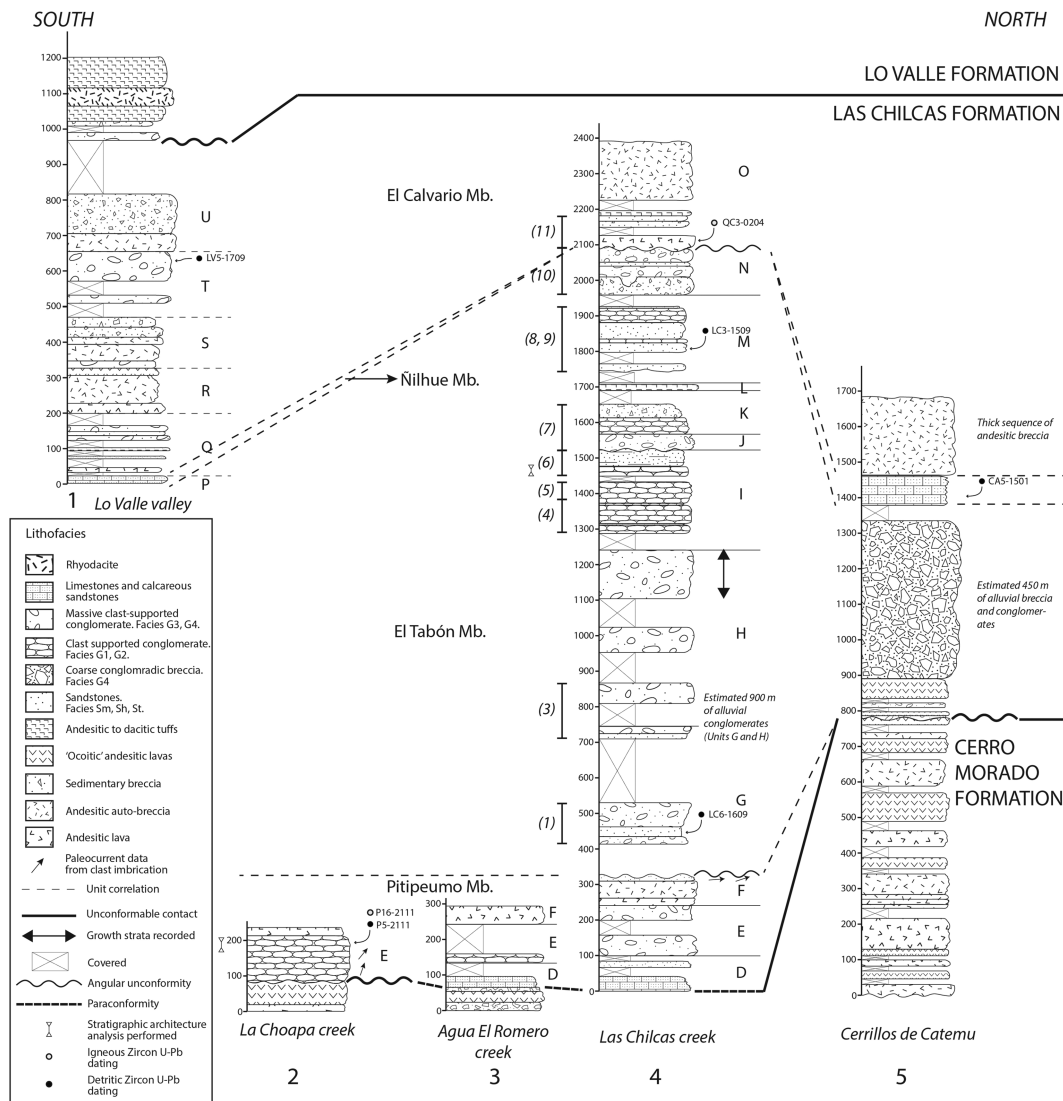 SOUTH
NORTH
LO VALLE FORMATION
LAS CHILCAS FORMATION
1200
1100
1000
900
800
700
600
500
400
300
200
100
0
U
LV5-1709
T
S
R
Q
P
1 Lo Valle valley
El Calvario Mb.
Ñilhue Mb.
El Tabón Mb.
Pitipeumo Mb.
(11)
(10)
(8, 9)
(7)
(6)
(5)
(4)
(3)
(1)
2400
2300
2200
2100
2000
1900
1800
1700
1600
1500
1400
1300
1200
1100
1000
900
800
700
600
500
400
300
200
100
0
O
QC3-0204
N
LC3-1509
M
L
K
J
I
H
Estimated 900 m
of alluvial
conglomerates
(Units G and H)
G
LC6-1609
F
E
D
Las Chilcas creek
4
1700
1600
1500
1400
1300
1200
1100
1000
900
800
700
600
500
400
300
200
100
0
Thick sequence of
andesitic breccia
CA5-1501
Estimated 450 m
of alluvial breccia
and conglomer-
ates
CERRO
MORADO
FORMATION
Cerrillos de Catemu
5
200
100
0
P16-2111
P5-2111
E
La Choapa creek
2
300
200
100
0
F
E
D
Agua El Romero
creek
3
Lithofacies
Rhyodacite
Limestones and calcareous
sandstones
Massive clast-supported
conglomerate. Facies G3, G4.
Clast supported conglomerate.
Facies G1, G2.
Coarse conglomradic breccia.
Facies G4
Sandstones.
Facies Sm, Sh, St.
Andesitic to dacitic tuffs
'Ocoitic' andesitic lavas
Sedimentary breccia
Andesitic auto-breccia
Andesitic lava
Paleocurrent data
from clast imbrication
Unit correlation
Unconformable contact
Growth strata recorded
Covered
Angular unconformity
Paraconformity
Stratigraphic architecture
analysis performed
Igneous Zircon U-Pb
dating
Detritic Zircon U-Pb
dating